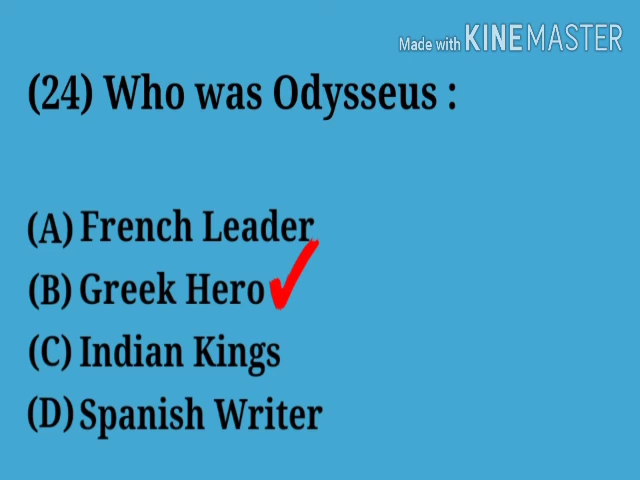 Made with KINEMASTER
(24) Who was Odysseus :
(A) French Leader
(B) Greek Hero
(C) Indian Kings
(D) Spanish Writer